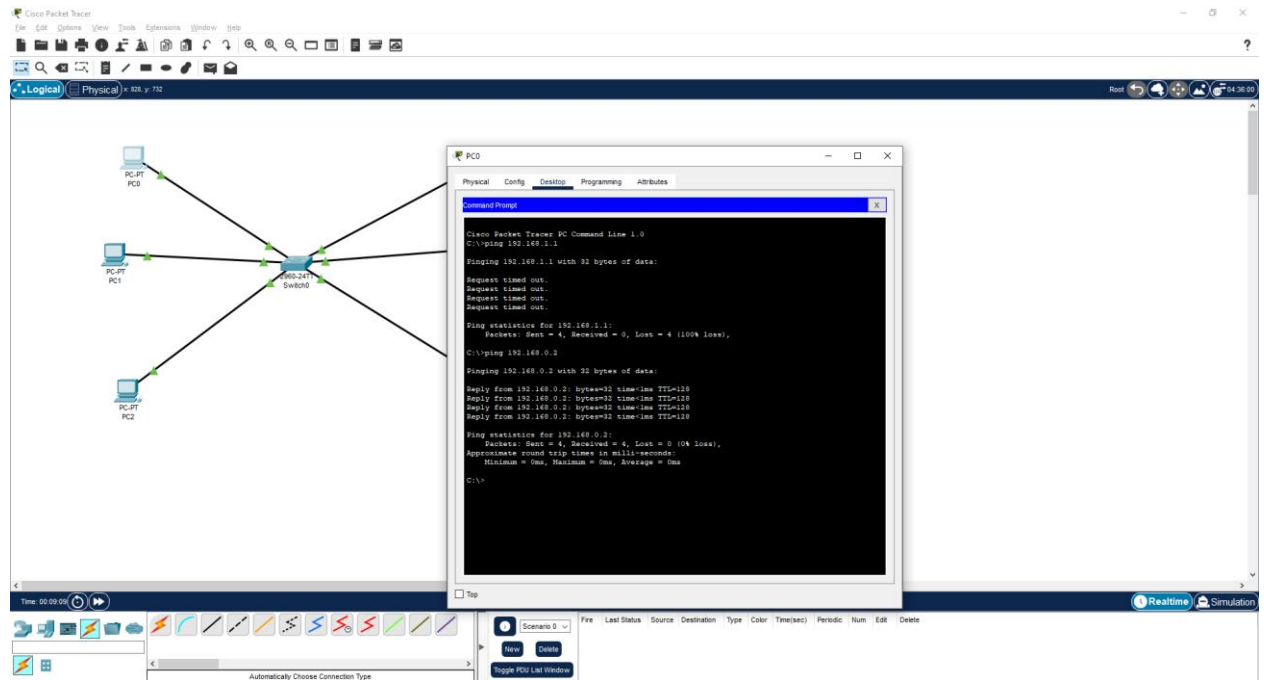 Cisco Packet Tracer
File Edit Options View Tools Extensions Window Help
?
Logical Physical x: 828, y: 732 Root 04:36:00
PC-PT
PC0
PC-PT
PC1
2960-24TT
Switch0
PC-PT
PC2
PC0
Physical Config Desktop Programming Attributes
Command Prompt X
Cisco Packet Tracer PC Command Line 1.0
C:\>ping 192.168.1.1
Pinging 192.168.1.1 with 32 bytes of data:
Request timed out.
Request timed out.
Request timed out.
Request timed out.
Ping statistics for 192.168.1.1:
Packets: Sent = 4, Received = 0, Lost = 4 (100% loss),
C:\>ping 192.168.0.2
Pinging 192.168.0.2 with 32 bytes of data:
Reply from 192.168.0.2: bytes=32 time<1ms TTL=128
Reply from 192.168.0.2: bytes=32 time<1ms TTL=128
Reply from 192.168.0.2: bytes=32 time<1ms TTL=128
Reply from 192.168.0.2: bytes=32 time<1ms TTL=128
Ping statistics for 192.168.0.2:
Packets: Sent = 4, Received = 4, Lost = 0 (0% loss),
Approximate round trip times in milli-seconds:
Minimum = 0ms, Maximum = 0ms, Average = 0ms
C:\>
Top
Time: 00:09:09 Realtime Simulation
Scenario 0 Fire Last Status Source Destination Type Color Time(sec) Periodic Num Edit Delete
New Delete
Toggle PDU List Window
Automatically Choose Connection Type